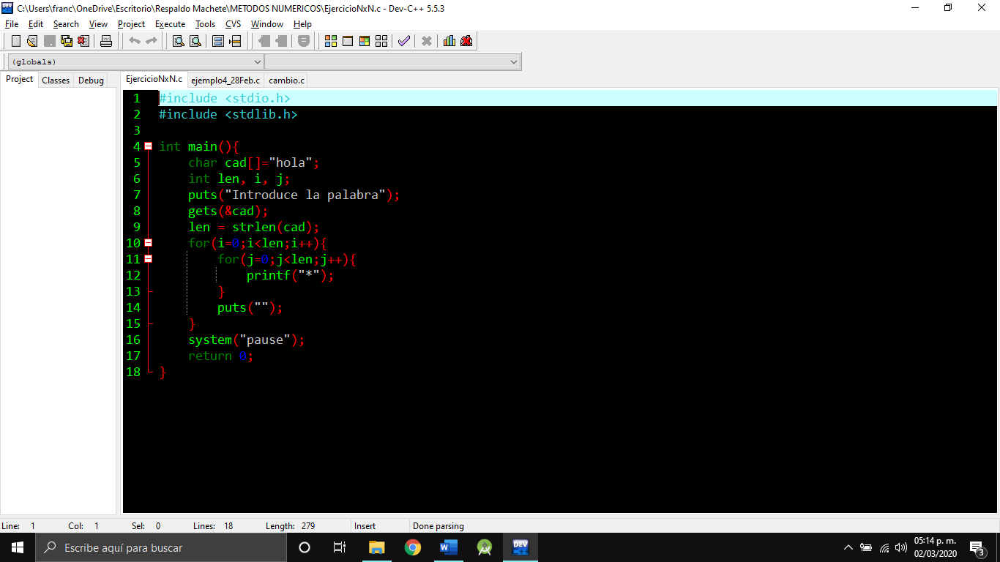 C:\Users\franc\OneDrive\Escritorio\Respaldo Machete\METODOS NUMERICOS\EjercicioNxN.c - Dev-C++ 5.5.3
File Edit Search View Project Execute Tools CVS Window Help
(globals)
Project Classes Debug
EjercicioNxN.c ejemplo4_28Feb.c cambio.c
1 #include <stdio.h>
2 #include <stdlib.h>
3
4 int main(){
5 char cad[]="hola";
6 int len, i, j;
7 puts("Introduce la palabra");
8 gets(&cad);
9 len = strlen(cad);
10 for(i=0;i<len;i++){
11 for(j=0;j<len;j++){
12 printf("*");
13 }
14 puts("");
15 }
16 system("pause");
17 return 0;
18 }
Line: 1 Col: 1 Sel: 0 Lines: 18 Length: 279 Insert Done parsing
Escribe aquí para buscar
DEV C++
05:14 p. m.
02/03/2020
3